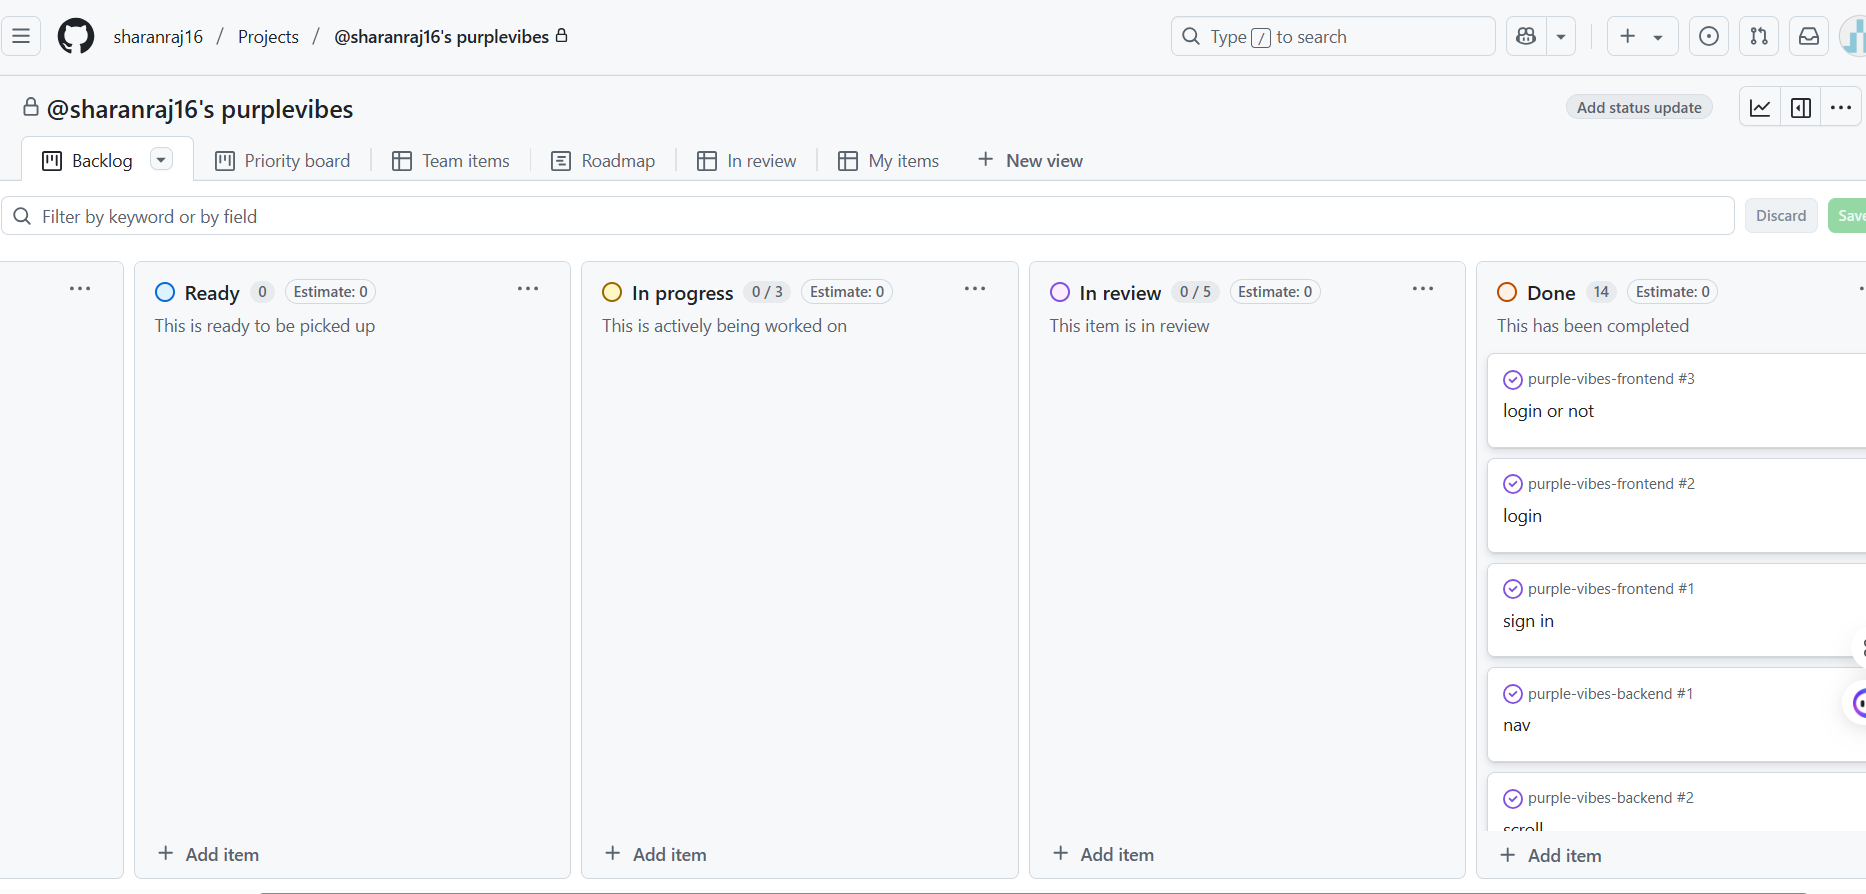 sharanraj16 / Projects / @sharanraj16's purplevibes
Type / to search
@sharanraj16's purplevibes
Add status update
Backlog
Priority board
Team items
Roadmap
In review
My items
New view
Filter by keyword or by field
Discard
Save
Ready 0 Estimate: 0
This is ready to be picked up
Add item
In progress 0 / 3 Estimate: 0
This is actively being worked on
Add item
In review 0 / 5 Estimate: 0
This item is in review
Add item
Done 14 Estimate: 0
This has been completed
purple-vibes-frontend #3
login or not
purple-vibes-frontend #2
login
purple-vibes-frontend #1
sign in
purple-vibes-backend #1
nav
purple-vibes-backend #2
scroll
Add item